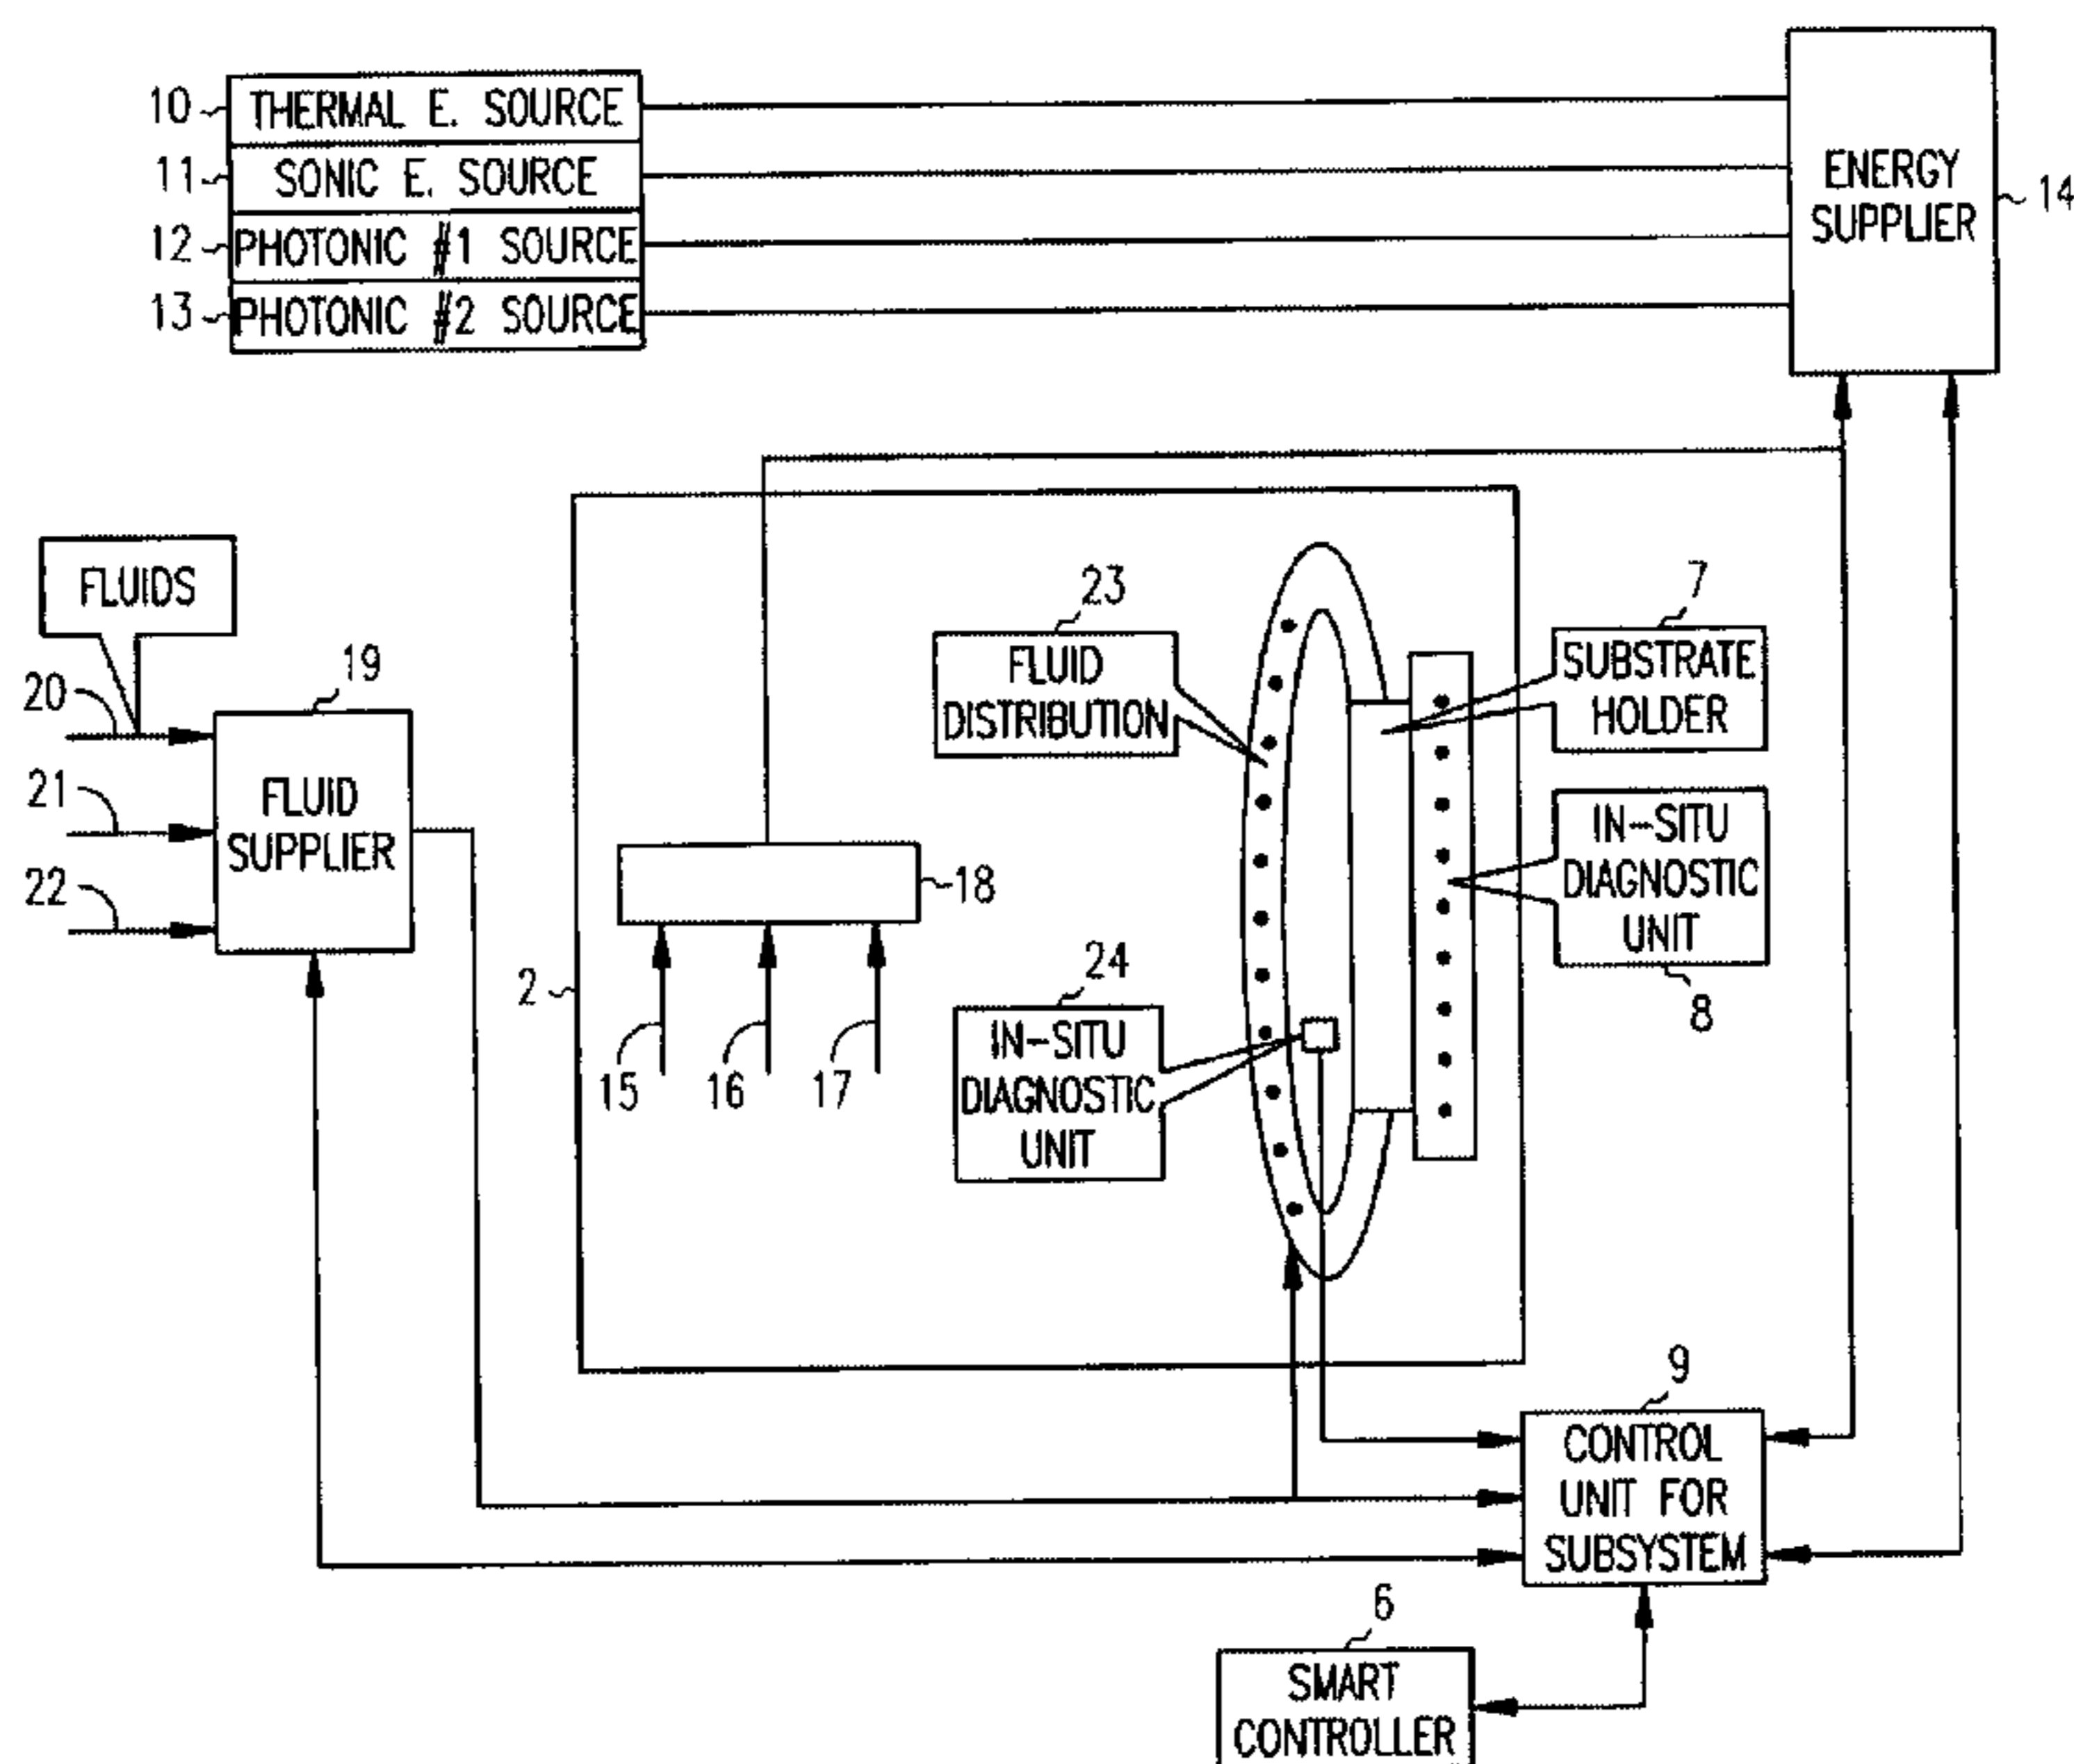 10 THERMAL E. SOURCE
11 SONIC E. SOURCE
12 PHOTONIC #1 SOURCE
13 PHOTONIC #2 SOURCE
ENERGY
SUPPLIER
14
FLUIDS
20
21
22
19
FLUID
SUPPLIER
2
18
15
16
17
23
FLUID
DISTRIBUTION
7
SUBSTRATE
HOLDER
IN-SITU
DIAGNOSTIC
UNIT
8
24
IN-SITU
DIAGNOSTIC
UNIT
9
CONTROL
UNIT FOR
SUBSYSTEM
6
SMART
CONTROLLER